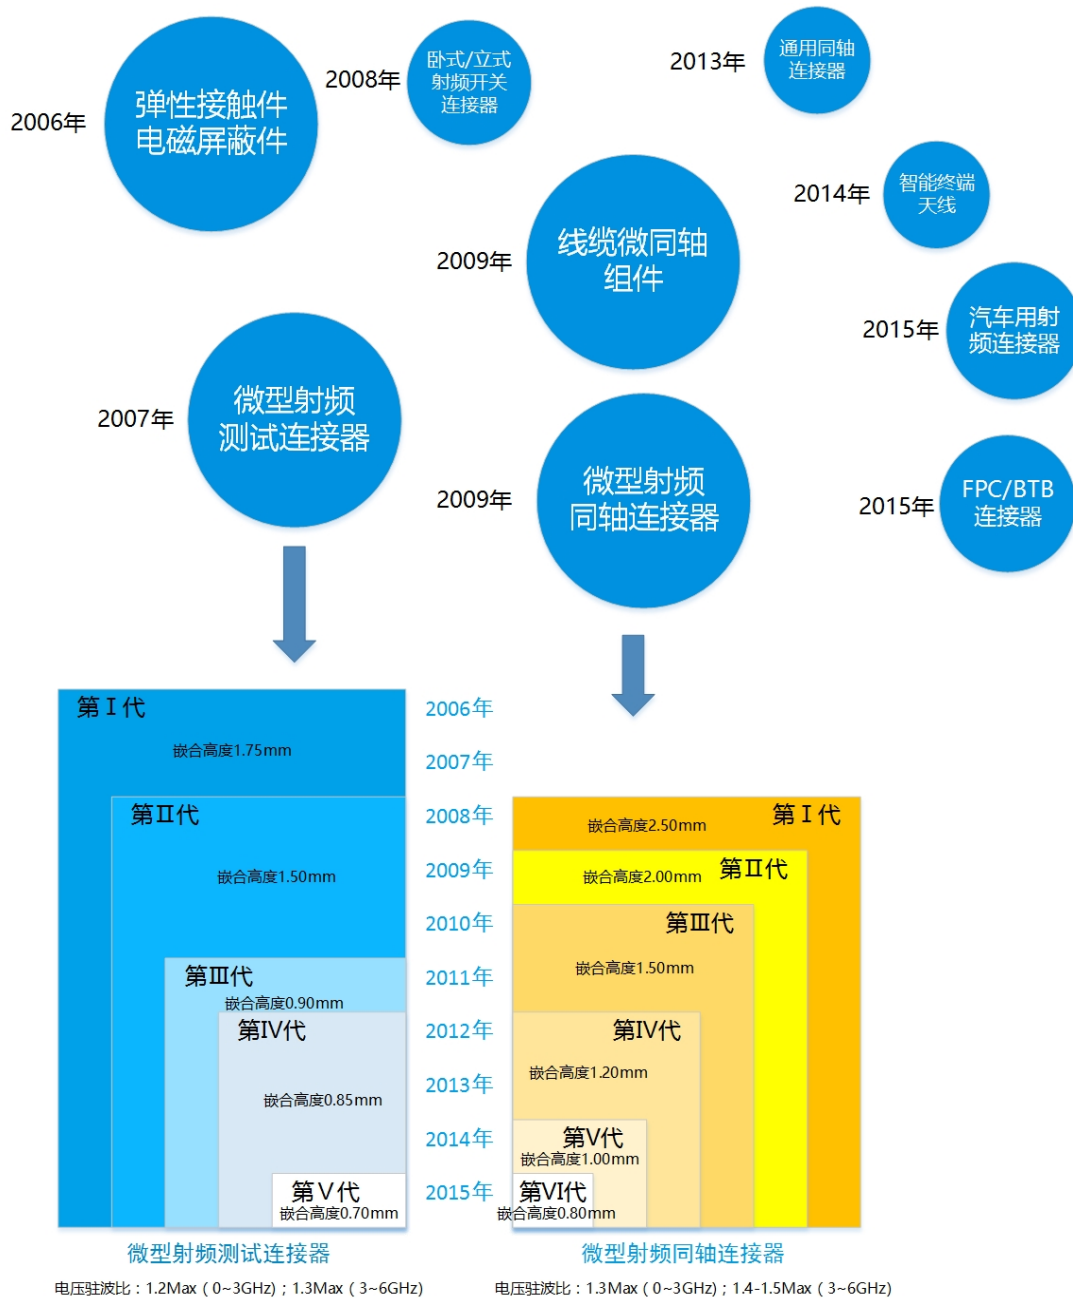 2006年
弹性接触件
电磁屏蔽件
2008年
卧式/立式
射频开关
连接器
2013年
通用同轴
连接器
2014年
智能终端
天线
2009年
线缆微同轴
组件
2015年
汽车用射
频连接器
2007年
微型射频
测试连接器
2009年
微型射频
同轴连接器
2015年
FPC/BTB
连接器
第Ⅰ代
嵌合高度1.75mm
第Ⅱ代
嵌合高度1.50mm
第Ⅲ代
嵌合高度0.90mm
第Ⅳ代
嵌合高度0.85mm
第Ⅴ代
嵌合高度0.70mm
2006年
2007年
2008年
2009年
2010年
2011年
2012年
2013年
2014年
2015年
第Ⅰ代
嵌合高度2.50mm
第Ⅱ代
嵌合高度2.00mm
第Ⅲ代
嵌合高度1.50mm
第Ⅳ代
嵌合高度1.20mm
第Ⅴ代
嵌合高度1.00mm
第Ⅵ代
嵌合高度0.80mm
微型射频测试连接器
微型射频同轴连接器
电压驻波比：1.2Max（0~3GHz）；1.3Max（3~6GHz）
电压驻波比：1.3Max（0~3GHz）；1.4-1.5Max（3~6GHz）